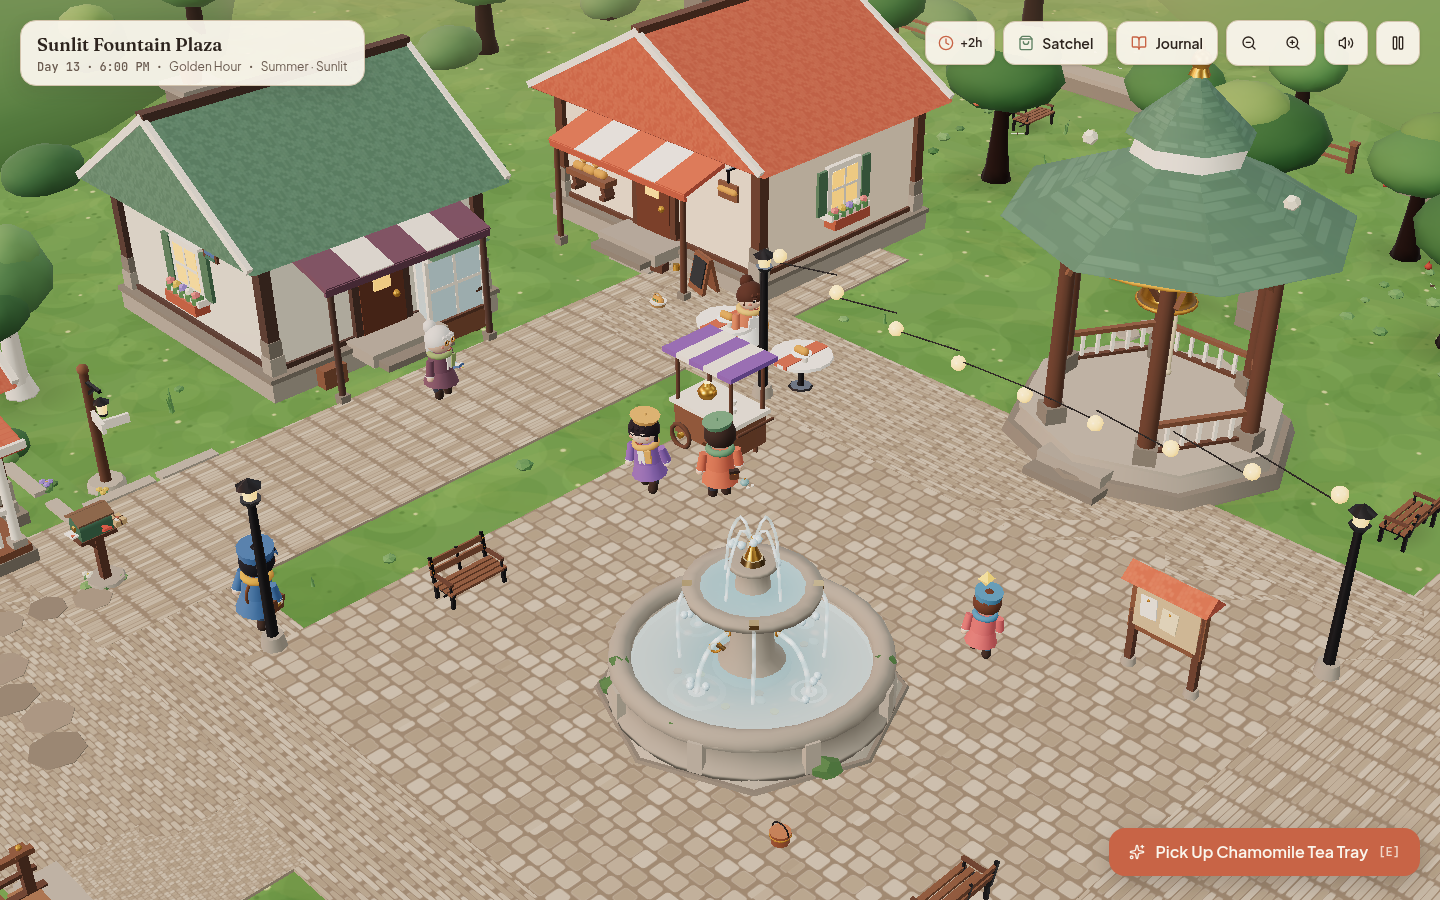 Sunlit Fountain Plaza
Day 13 · 6:00 PM · Golden Hour · Summer · Sunlit
+2h
Satchel
Journal
Pick Up Chamomile Tea Tray [E]